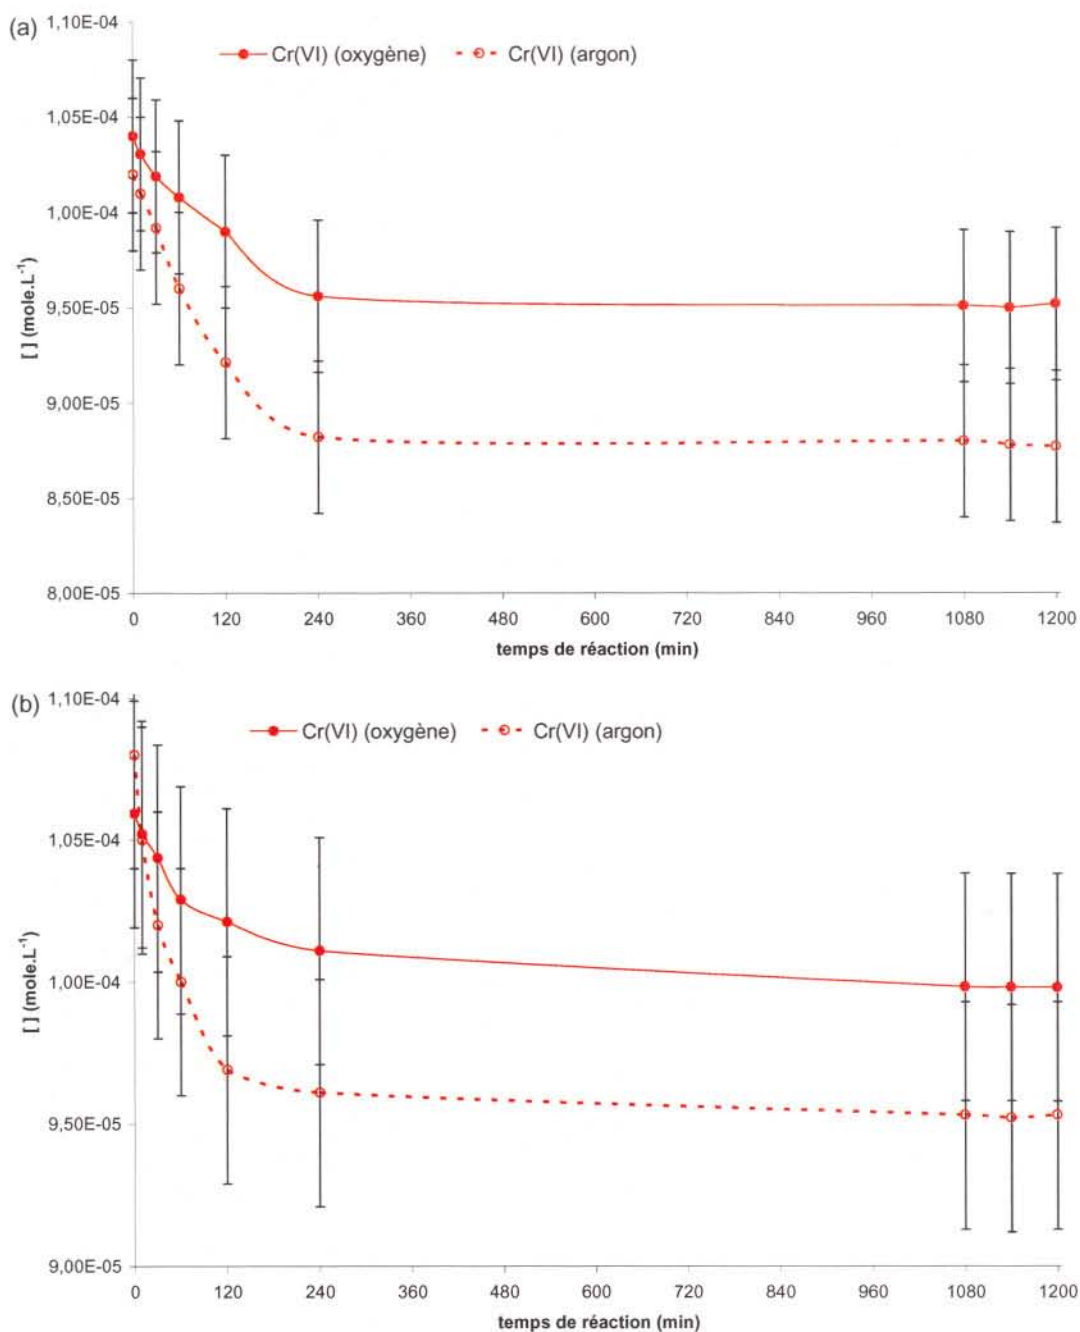 (a)
1,10E-04
Cr(VI) (oxygène) Cr(VI) (argon)
1,05E-04
1,00E-04
9,50E-05
9,00E-05
8,50E-05
8,00E-05
[ ] (mole.L⁻¹)
0 120 240 360 480 600 720 840 960 1080 1200
temps de réaction (min)
(b)
1,10E-04
Cr(VI) (oxygène) Cr(VI) (argon)
1,05E-04
1,00E-04
9,50E-05
9,00E-05
[ ] (mole.L⁻¹)
0 120 240 360 480 600 720 840 960 1080 1200
temps de réaction (min)